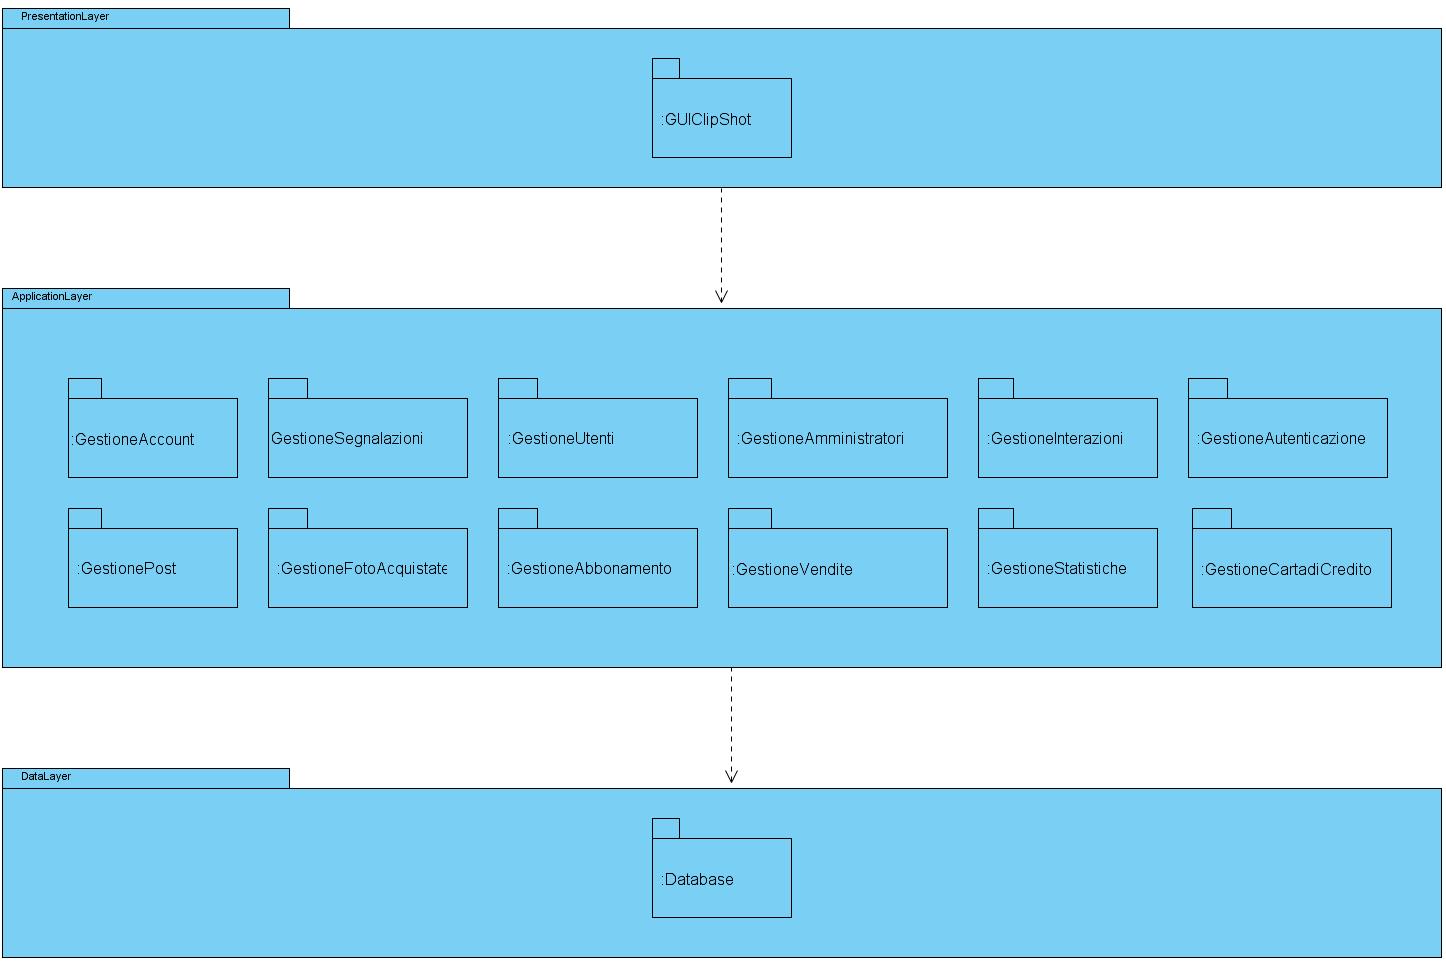 PresentationLayer
:GUIClipShot
ApplicationLayer
:GestioneAccount
GestioneSegnalazioni
:GestioneUtenti
:GestioneAmministratori
:GestioneInterazioni
:GestioneAutenticazione
:GestionePost
:GestioneFotoAcquistate
:GestioneAbbonamento
:GestioneVendite
:GestioneStatistiche
:GestioneCartadiCredito
DataLayer
:Database